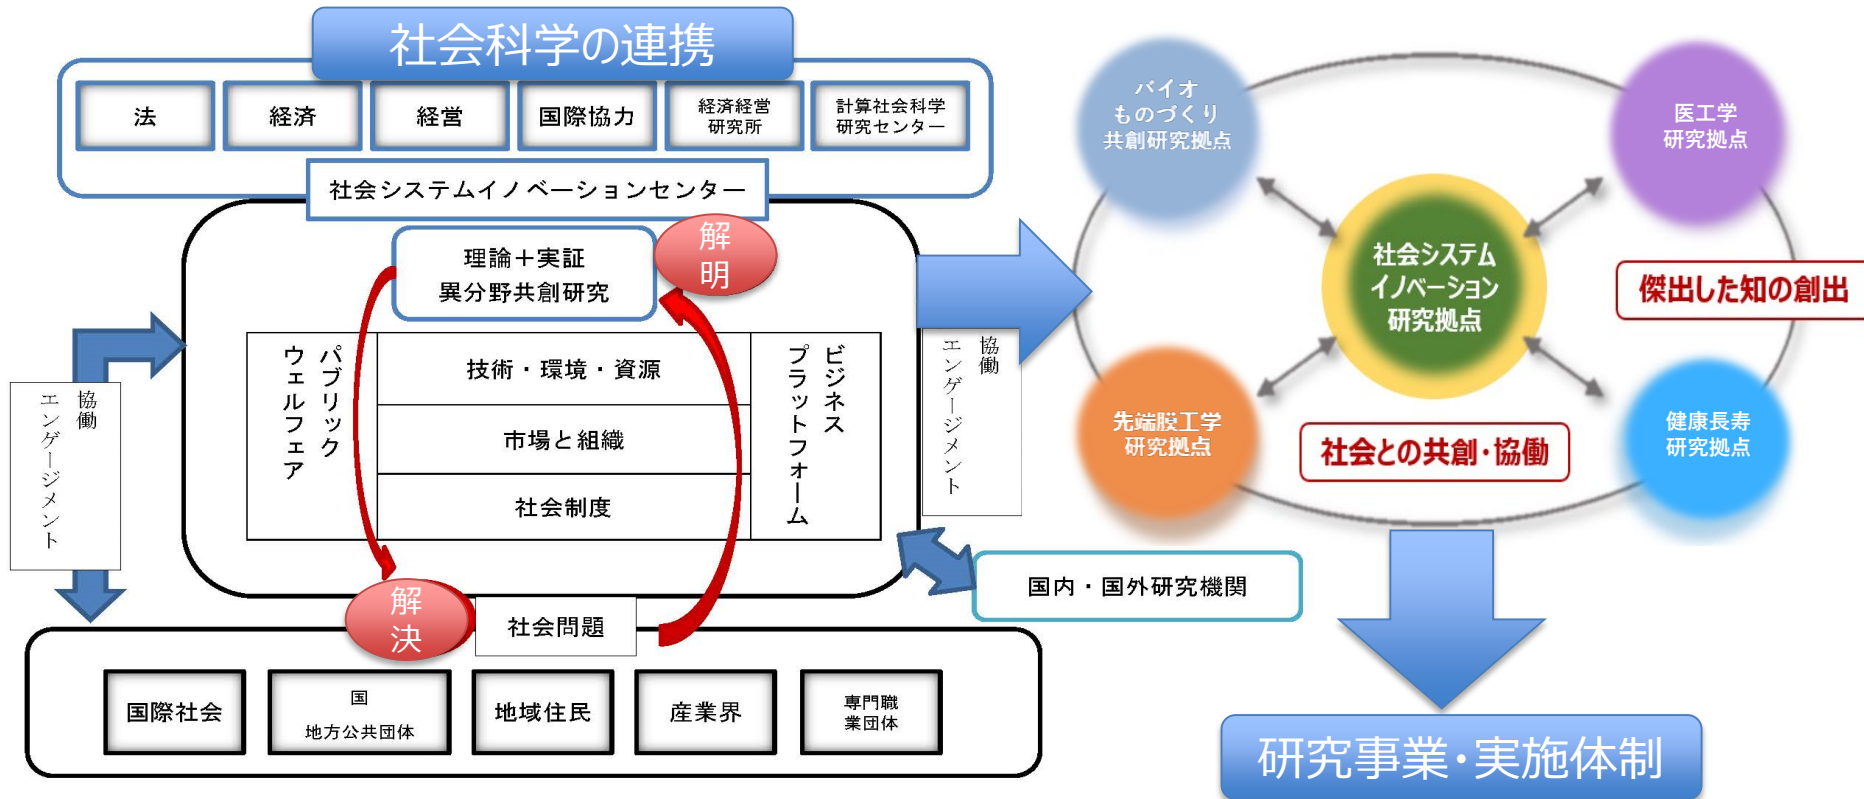 社会科学の連携
法
経済
経営
国際協力
経済経営
研究所
計算社会科学
研究センター
社会システムイノベーションセンター
理論＋実証
異分野共創研究
解
明
パブリック
ウェルフェア
技術・環境・資源
市場と組織
社会制度
ビジネス
プラットフォーム
協働
エンゲージメント
協働
エンゲージメント
国内・国外研究機関
解
決
社会問題
国際社会
国
地方公共団体
地域住民
産業界
専門職
業団体
バイオ
ものづくり
共創研究拠点
医工学
研究拠点
社会システム
イノベーション
研究拠点
傑出した知の創出
先端膜工学
研究拠点
社会との共創・協働
健康長寿
研究拠点
研究事業・実施体制